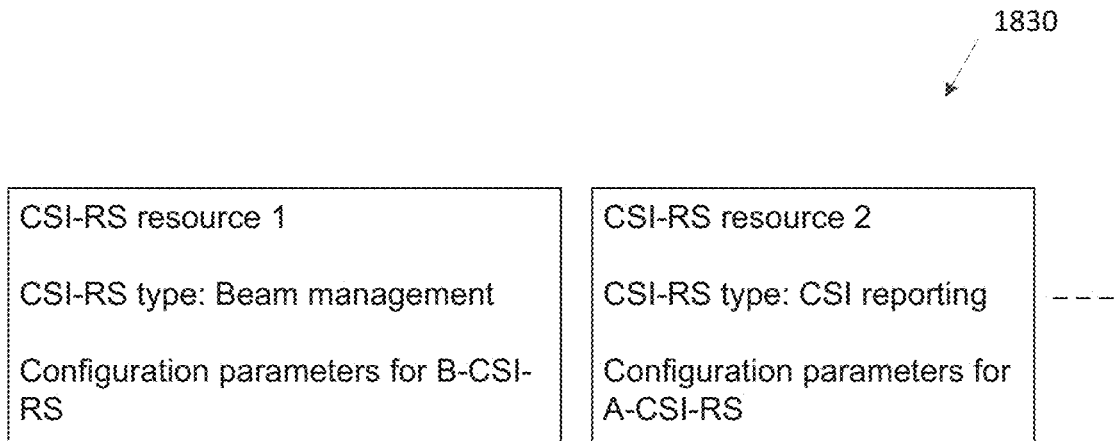 1830
CSI-RS resource 1
CSI-RS type: Beam management
Configuration parameters for B-CSI-
RS
CSI-RS resource 2
CSI-RS type: CSI reporting
Configuration parameters for
A-CSI-RS